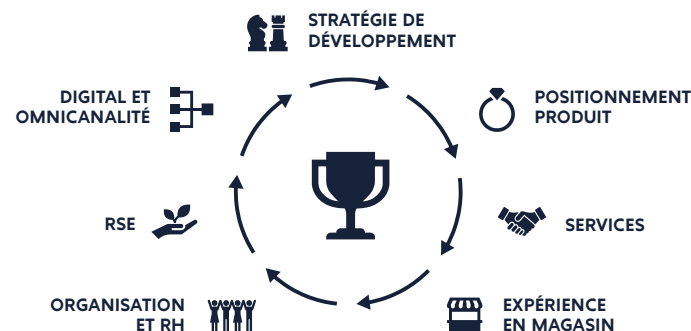 STRATÉGIE DE
DÉVELOPPEMENT
POSITIONNEMENT
PRODUIT
SERVICES
EXPÉRIENCE
EN MAGASIN
ORGANISATION
ET RH
RSE
DIGITAL ET
OMNICANALITÉ